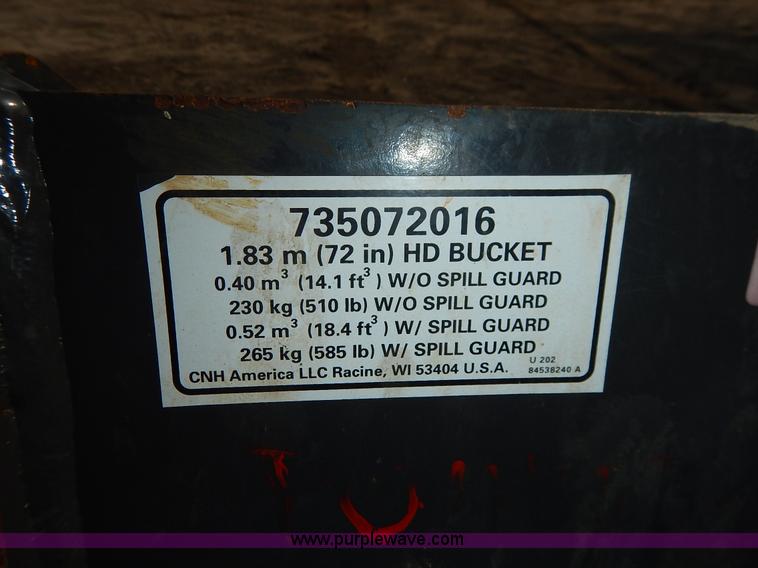 735072016
1.83 m (72 in) HD BUCKET
0.40 m³ (14.1 ft³) W/O SPILL GUARD
230 kg (510 lb) W/O SPILL GUARD
0.52 m³ (18.4 ft³) W/ SPILL GUARD
265 kg (585 lb) W/ SPILL GUARD
U 202
CNH America LLC Racine, WI 53404 U.S.A. 84538240 A
www.purplewave.com